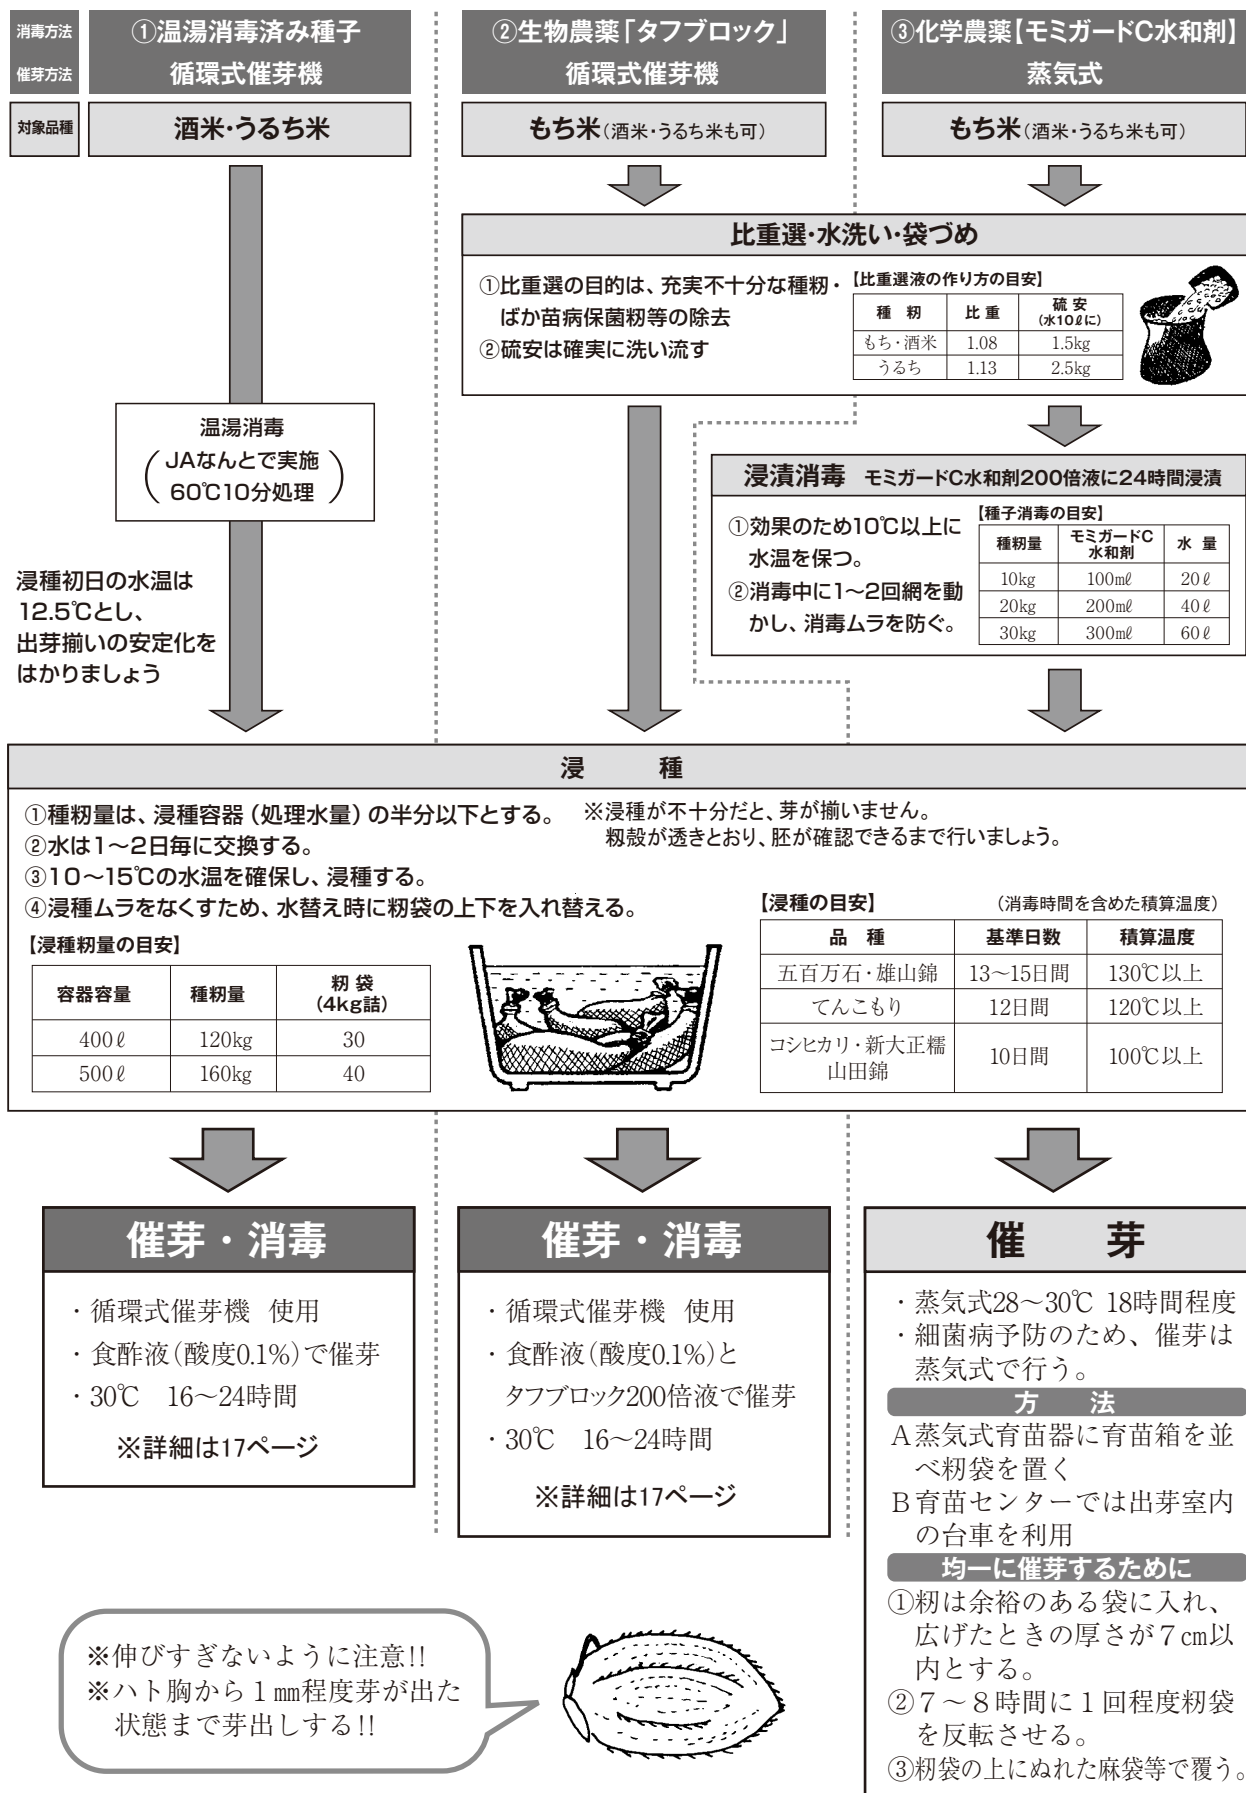 消毒方法
①温湯消毒済み種子
②生物農薬「タフブロック」
③化学農薬【モミガードC水和剤】
催芽方法
循環式催芽機
循環式催芽機
蒸気式
対象品種
酒米・うるち米
もち米（酒米・うるち米も可）
もち米（酒米・うるち米も可）
比重選・水洗い・袋づめ
①比重選の目的は、充実不十分な種籾・
ばか苗病保菌籾等の除去
②硫安は確実に洗い流す
【比重選液の作り方の目安】
種　籾　比 重　硫 安
(水10ℓに)
もち・酒米　1.08　1.5kg
うるち　1.13　2.5kg
温湯消毒
JAなんとで実施
60℃10分処理
浸種初日の水温は
12.5℃とし、
出芽揃いの安定化を
はかりましょう
浸漬消毒　モミガードC水和剤200倍液に24時間浸漬
①効果のため10℃以上に
水温を保つ。
②消毒中に1〜2回網を動
かし、消毒ムラを防ぐ。
【種子消毒の目安】
種籾量　モミガードC
水和剤　水 量
10kg　100mℓ　20ℓ
20kg　200mℓ　40ℓ
30kg　300mℓ　60ℓ
浸　種
①種籾量は、浸種容器（処理水量）の半分以下とする。
②水は1〜2日毎に交換する。
③10〜15℃の水温を確保し、浸種する。
④浸種ムラをなくすため、水替え時に籾袋の上下を入れ替える。
※浸種が不十分だと、芽が揃いません。
籾殻が透きとおり、胚が確認できるまで行いましょう。
【浸種籾量の目安】
容器容量　種籾量　籾 袋
(4kg詰)
400ℓ　120kg　30
500ℓ　160kg　40
【浸種の目安】　（消毒時間を含めた積算温度）
品　種　基準日数　積算温度
五百万石・雄山錦　13〜15日間　130℃以上
てんこもり　12日間　120℃以上
コシヒカリ・新大正糯
山田錦　10日間　100℃以上
催芽・消毒
・循環式催芽機　使用
・食酢液（酸度0.1%）で催芽
・30℃　16〜24時間
※詳細は17ページ
催芽・消毒
・循環式催芽機　使用
・食酢液（酸度0.1%）と
タフブロック200倍液で催芽
・30℃　16〜24時間
※詳細は17ページ
催　芽
・蒸気式28〜30℃ 18時間程度
・細菌病予防のため、催芽は
蒸気式で行う。
方　法
A蒸気式育苗器に育苗箱を並
べ籾袋を置く
B育苗センターでは出芽室内
の台車を利用
均一に催芽するために
①籾は余裕のある袋に入れ、
広げたときの厚さが７㎝以
内とする。
②７〜８時間に１回程度籾袋
を反転させる。
③籾袋の上にぬれた麻袋等で覆う。
※伸びすぎないように注意!!
※ハト胸から１㎜程度芽が出た
状態まで芽出しする!!